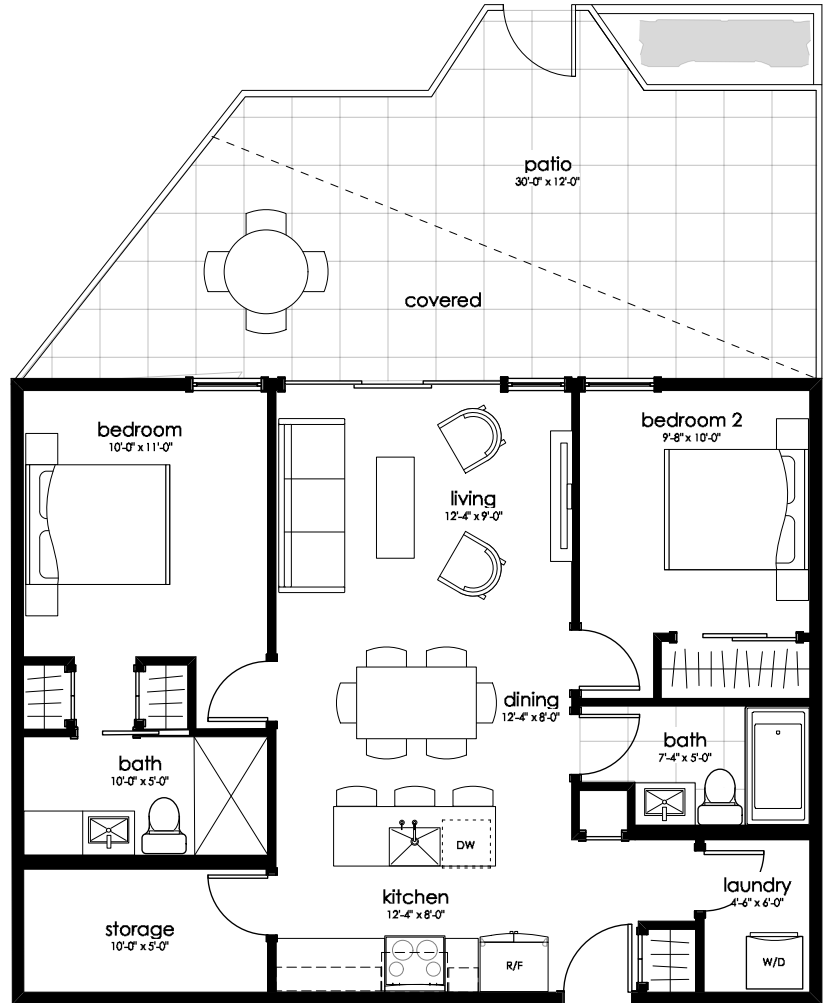 patio
30'-0" x 12'-0"
covered
bedroom
10'-0" x 11'-0"
bedroom 2
9'-8" x 10'-0"
living
12'-4" x 9'-0"
dining
12'-4" x 8'-0"
bath
10'-0" x 5'-0"
bath
7'-4" x 5'-0"
DW
kitchen
12'-4" x 8'-0"
laundry
4'-6" x 6'-0"
storage
10'-0" x 5'-0"
R/F
W/D